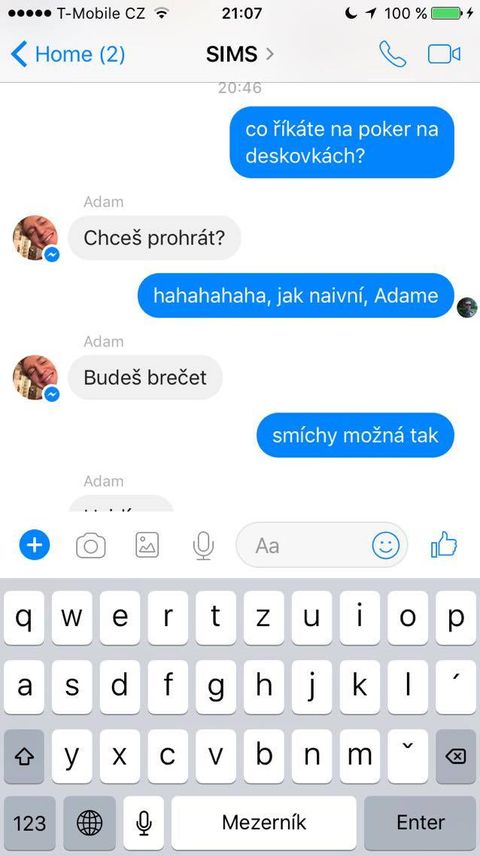 T-Mobile CZ 21:07 100 %
Home (2) SIMS
20:46
co říkáte na poker na
deskovkách?
Adam
Chceš prohrát?
hahahahaha, jak naivní, Adame
Adam
Budeš brečet
smíchy možná tak
Adam
Aa
q w e r t z u i o p
a s d f g h j k l ´
y x c v b n m ˇ
123 Mezerník Enter